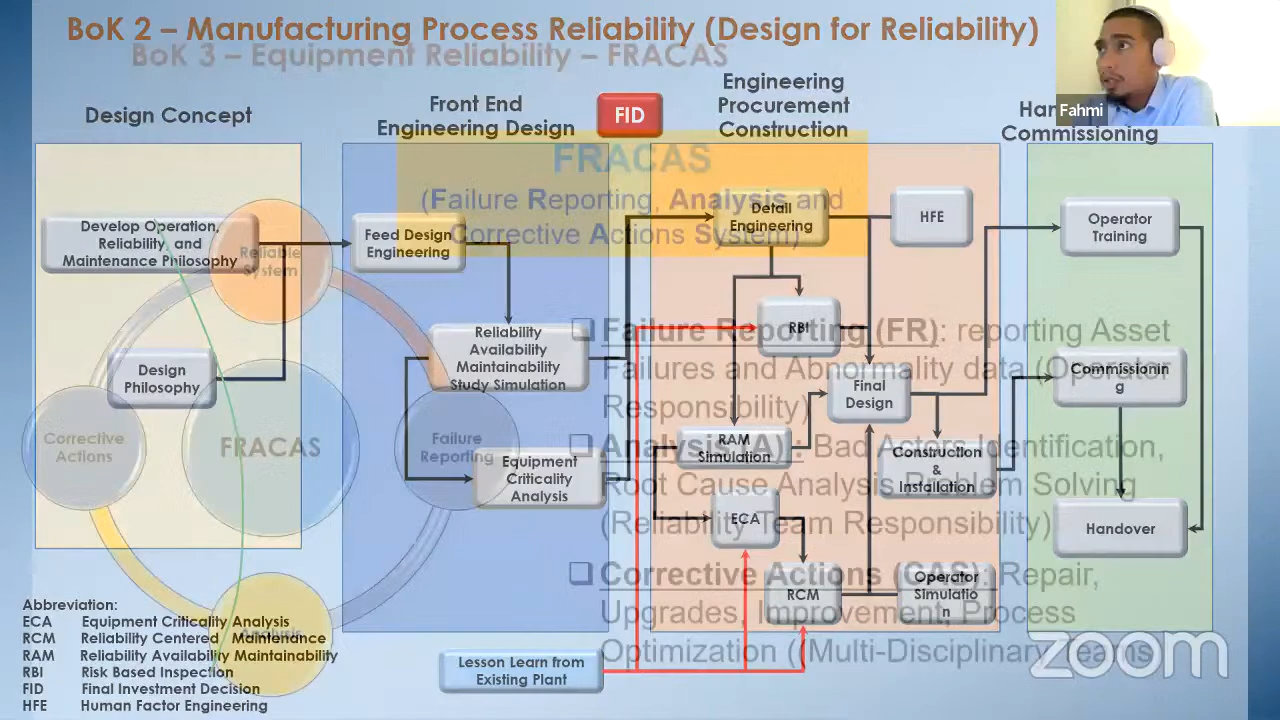 BoK 2 – Manufacturing Process Reliability (Design for Reliability)
BoK 3 – Equipment Reliability – FRACAS
Fahmi
Design Concept
Front End
Engineering Design
FID
Engineering
Procurement
Construction
Commissioning
FRACAS
(Failure Reporting, Analysis and
Corrective Actions System)
Develop Operation,
Reliability and
Maintenance Philosophy
Reliable
System
Design
Philosophy
Corrective
Actions
FRACAS
Failure
Reporting
Analysis
Feed Design
Engineering
Reliability
Availability
Maintainability
Study Simulation
Equipment
Criticality
Analysis
Detail
Engineering
HFE
RBI
Final
Design
RAM
Simulation
Construction
&
Installation
ECA
RCM
Operator
Simulatio
n
Operator
Training
Commissionin
g
Handover
Failure Reporting (FR): reporting Asset
Failures and Abnormality data (Operator
Responsibility)
Analysis (A) : Bad Actors Identification,
Root Cause Analysis Problem Solving
(Reliability Team Responsibility)
Corrective Actions (CAS): Repair,
Upgrades, Improvement, Process
Optimization ((Multi-Disciplinary Teams
Lesson Learn from
Existing Plant
Abbreviation:
ECA Equipment Criticality Analysis
RCM Reliability Centered Maintenance
RAM Reliability Availability Maintainability
RBI Risk Based Inspection
FID Final Investment Decision
HFE Human Factor Engineering
zoom